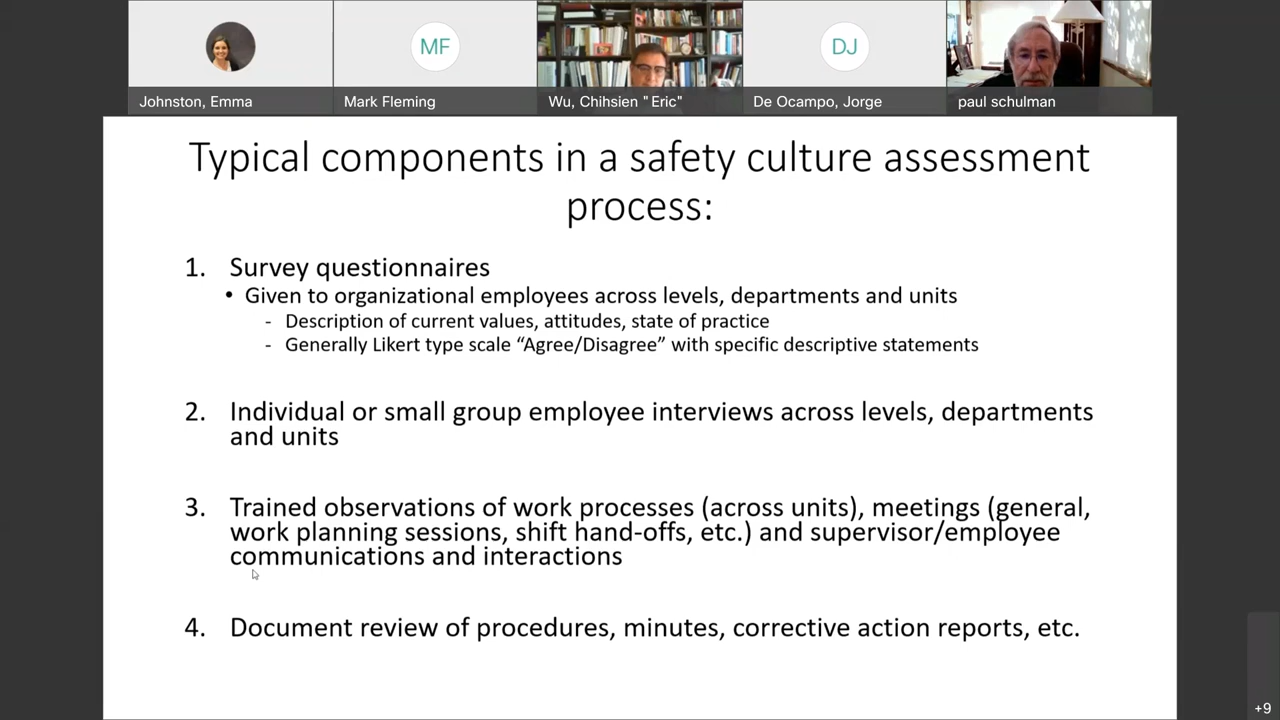 MF
DJ
Johnston, Emma
Mark Fleming
Wu, Chihsien "Eric"
De Ocampo, Jorge
paul schulman
Typical components in a safety culture assessment
process:
1. Survey questionnaires
• Given to organizational employees across levels, departments and units
- Description of current values, attitudes, state of practice
- Generally Likert type scale “Agree/Disagree” with specific descriptive statements
2. Individual or small group employee interviews across levels, departments
and units
3. Trained observations of work processes (across units), meetings (general,
work planning sessions, shift hand-offs, etc.) and supervisor/employee
communications and interactions
4. Document review of procedures, minutes, corrective action reports, etc.
+9